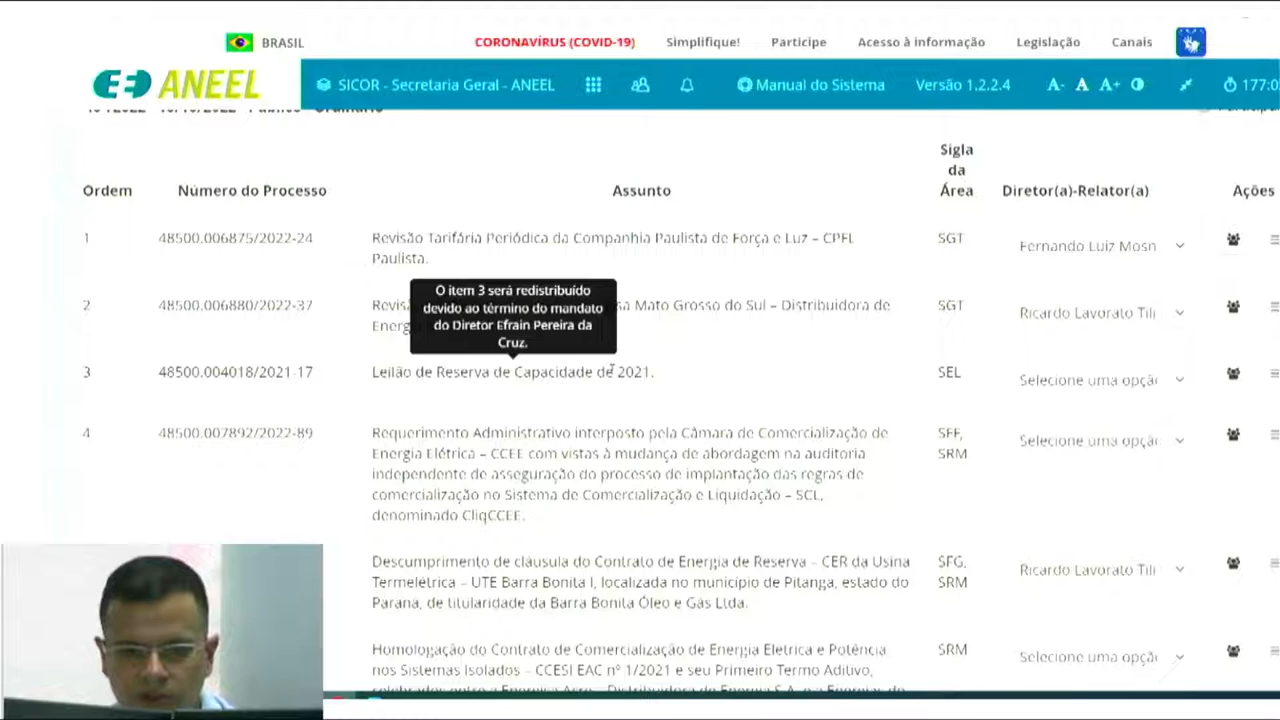 BRASIL
CORONAVÍRUS (COVID-19)
Simplifique!
Participe
Acesso à informação
Legislação
Canais
ANEEL
SICOR - Secretaria Geral - ANEEL
Manual do Sistema
Versão 1.2.2.4
A-
A
A+
177:0
Ordem
Número do Processo
Assunto
Sigla
da
Área
Diretor(a)-Relator(a)
Ações
1
48500.006875/2022-24
Revisão Tarifária Periódica da Companhia Paulista de Força e Luz – CPFL
Paulista.
SGT
Fernando Luiz Mosn
2
48500.006880/2022-37
Revis
sa Mato Grosso do Sul – Distribuidora de
Energ
SGT
Ricardo Lavorato Tili
O item 3 será redistribuído
devido ao término do mandato
do Diretor Efrain Pereira da
Cruz.
3
48500.004018/2021-17
Leilão de Reserva de Capacidade de 2021.
SEL
Selecione uma opçã
4
48500.007892/2022-89
Requerimento Administrativo interposto pela Câmara de Comercialização de
Energia Elétrica – CCEE com vistas à mudança de abordagem na auditoria
independente de asseguração do processo de implantação das regras de
comercialização no Sistema de Comercialização e Liquidação – SCL,
denominado CliqCCEE.
SFF,
SRM
Selecione uma opçã
Descumprimento de cláusula do Contrato de Energia de Reserva – CER da Usina
Termelétrica – UTE Barra Bonita I, localizada no município de Pitanga, estado do
Paraná, de titularidade da Barra Bonita Óleo e Gás Ltda.
SFG,
SRM
Ricardo Lavorato Tili
Homologação do Contrato de Comercialização de Energia Elétrica e Potência
nos Sistemas Isolados – CCESI EAC nº 1/2021 e seu Primeiro Termo Aditivo,
SRM
Selecione uma opçã